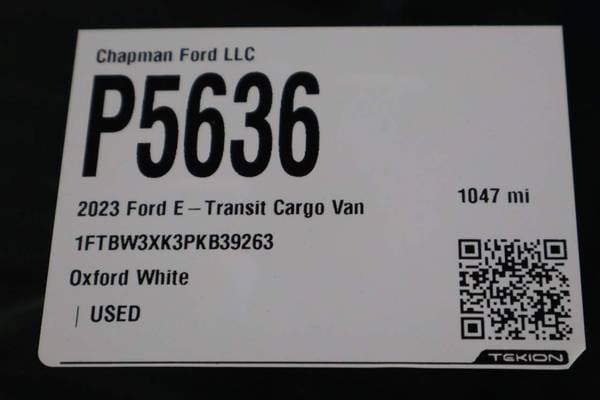 Chapman Ford LLC
P5636
2023 Ford E-Transit Cargo Van
1047 mi
1FTBW3XK3PKB39263
Oxford White
| USED
TEKION